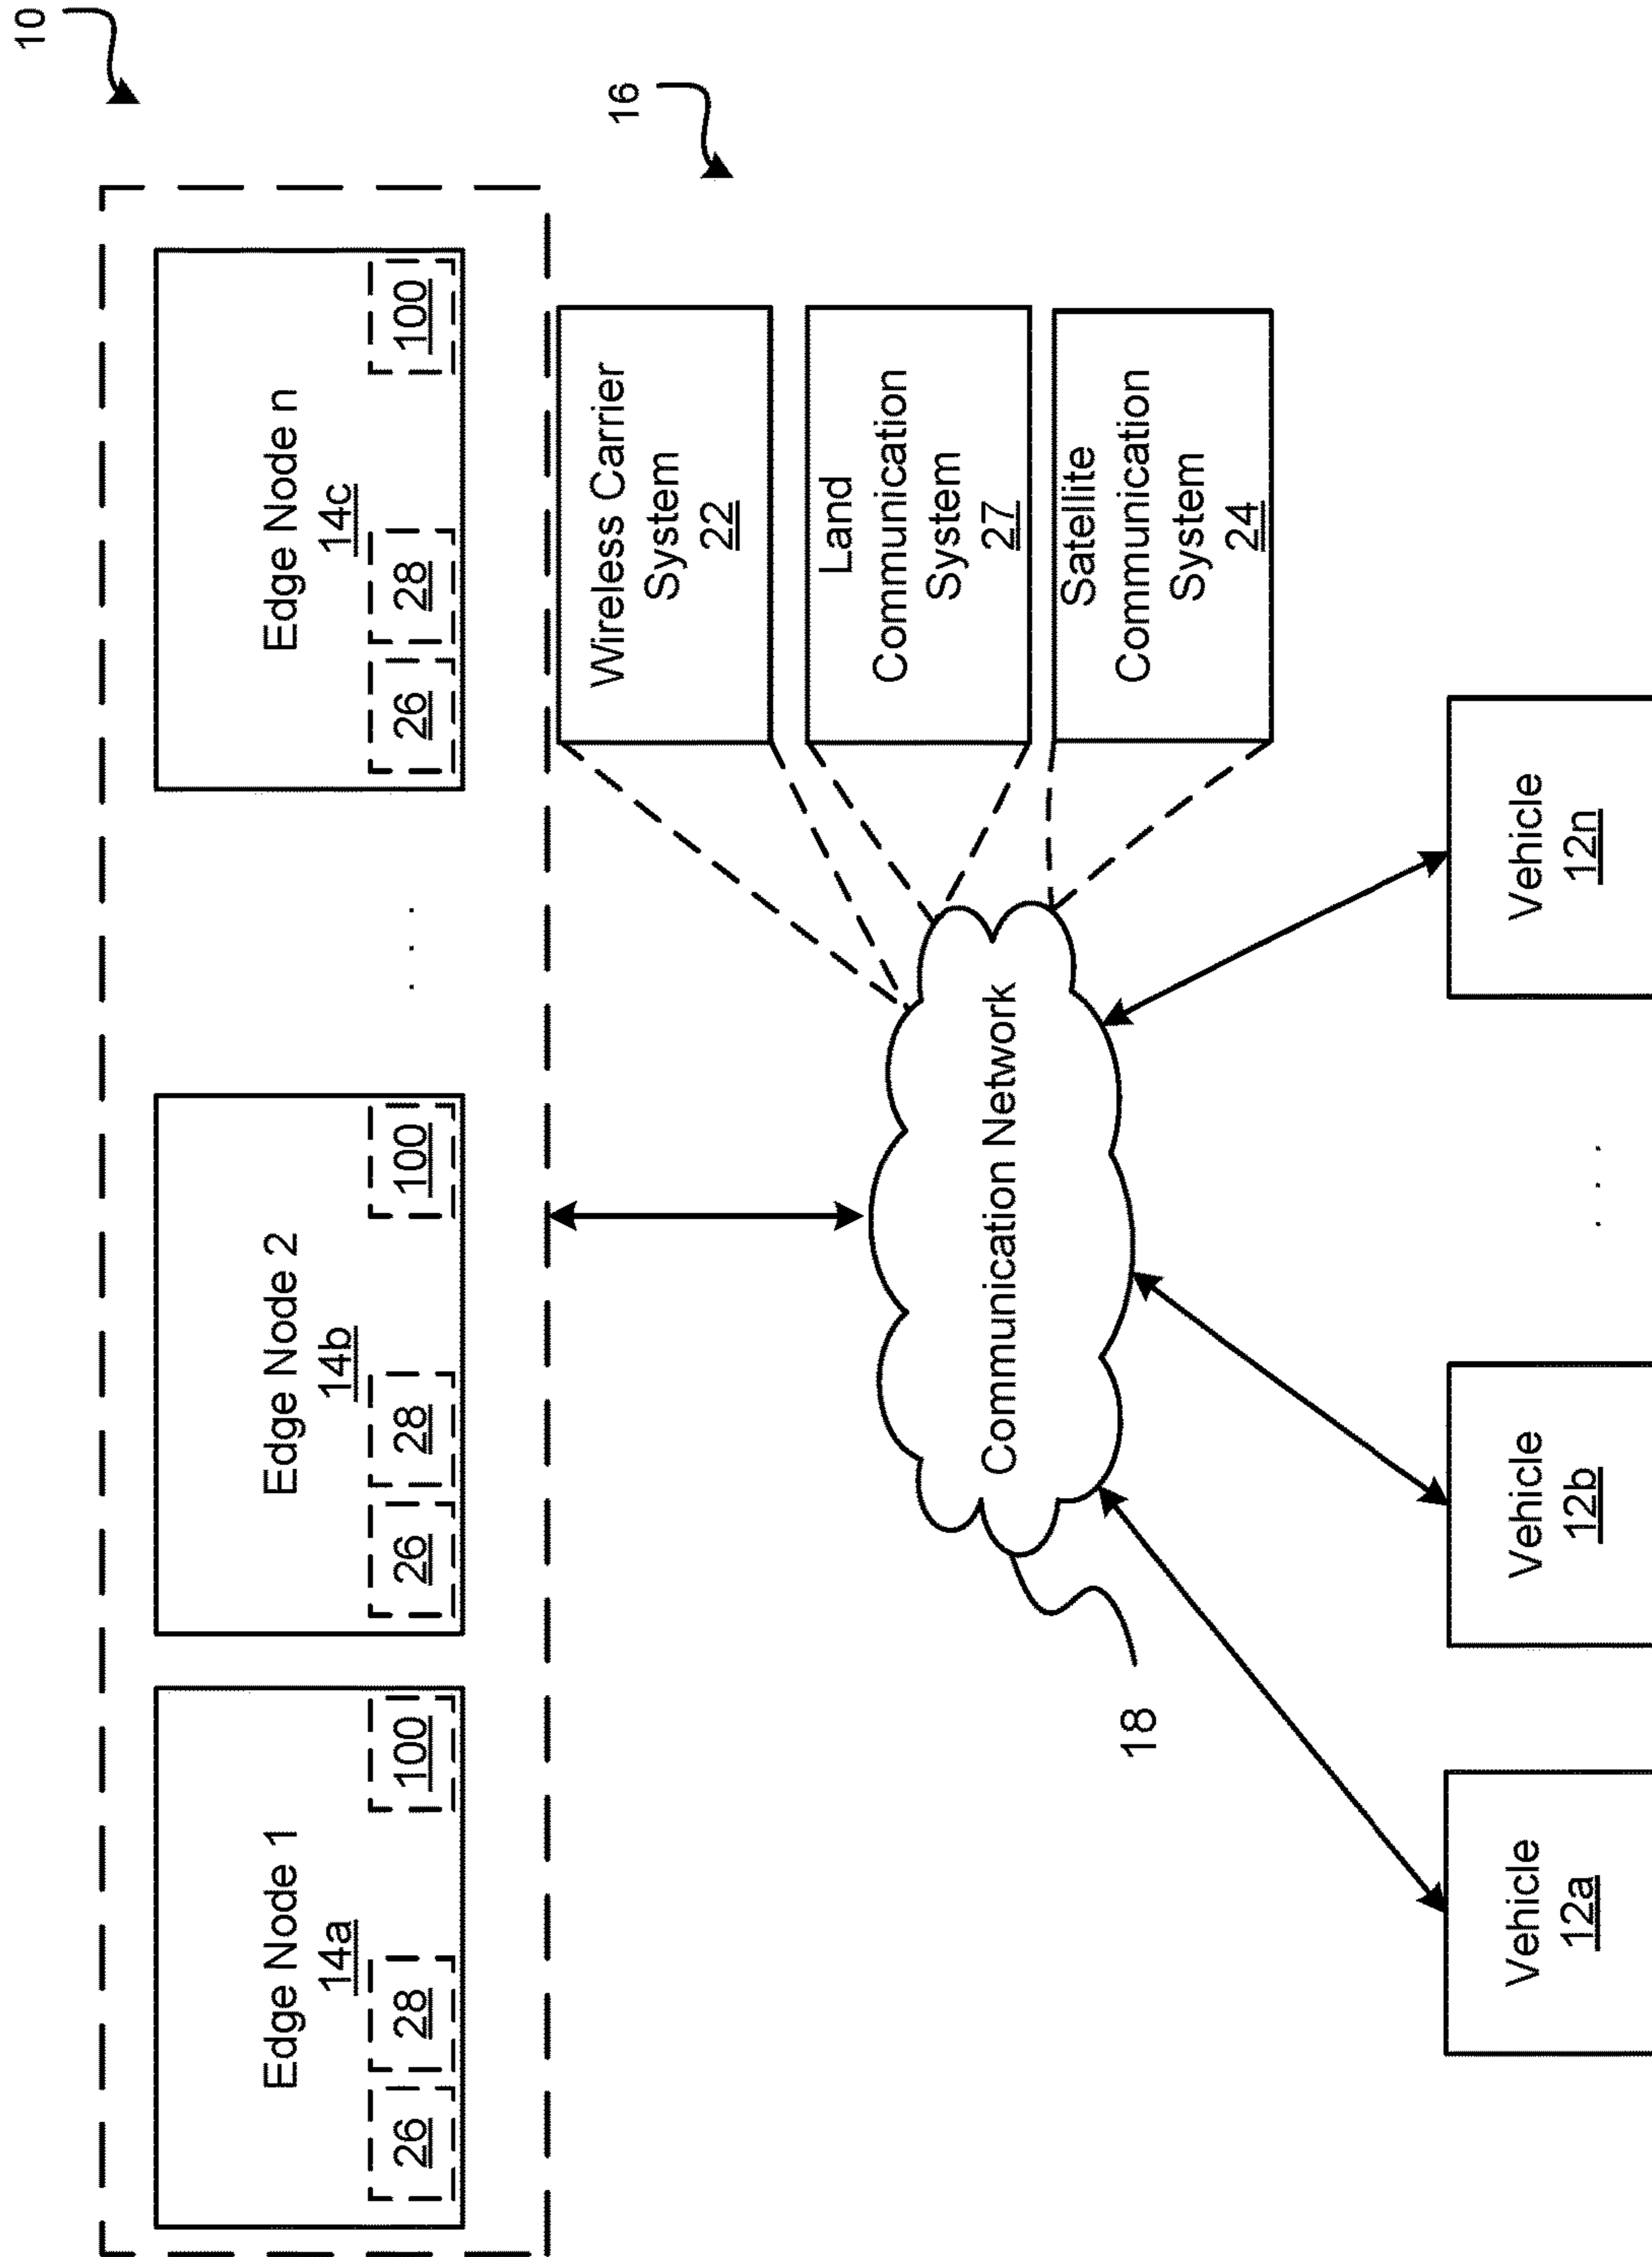 10
Edge Node 1
14a
26
28
100
Edge Node 2
14b
26
28
100
. . .
Edge Node n
14c
26
28
100
16
Wireless Carrier
System
22
Land
Communication
System
27
Satellite
Communication
System
24
Communication Network
18
Vehicle
12a
Vehicle
12b
. . .
Vehicle
12n